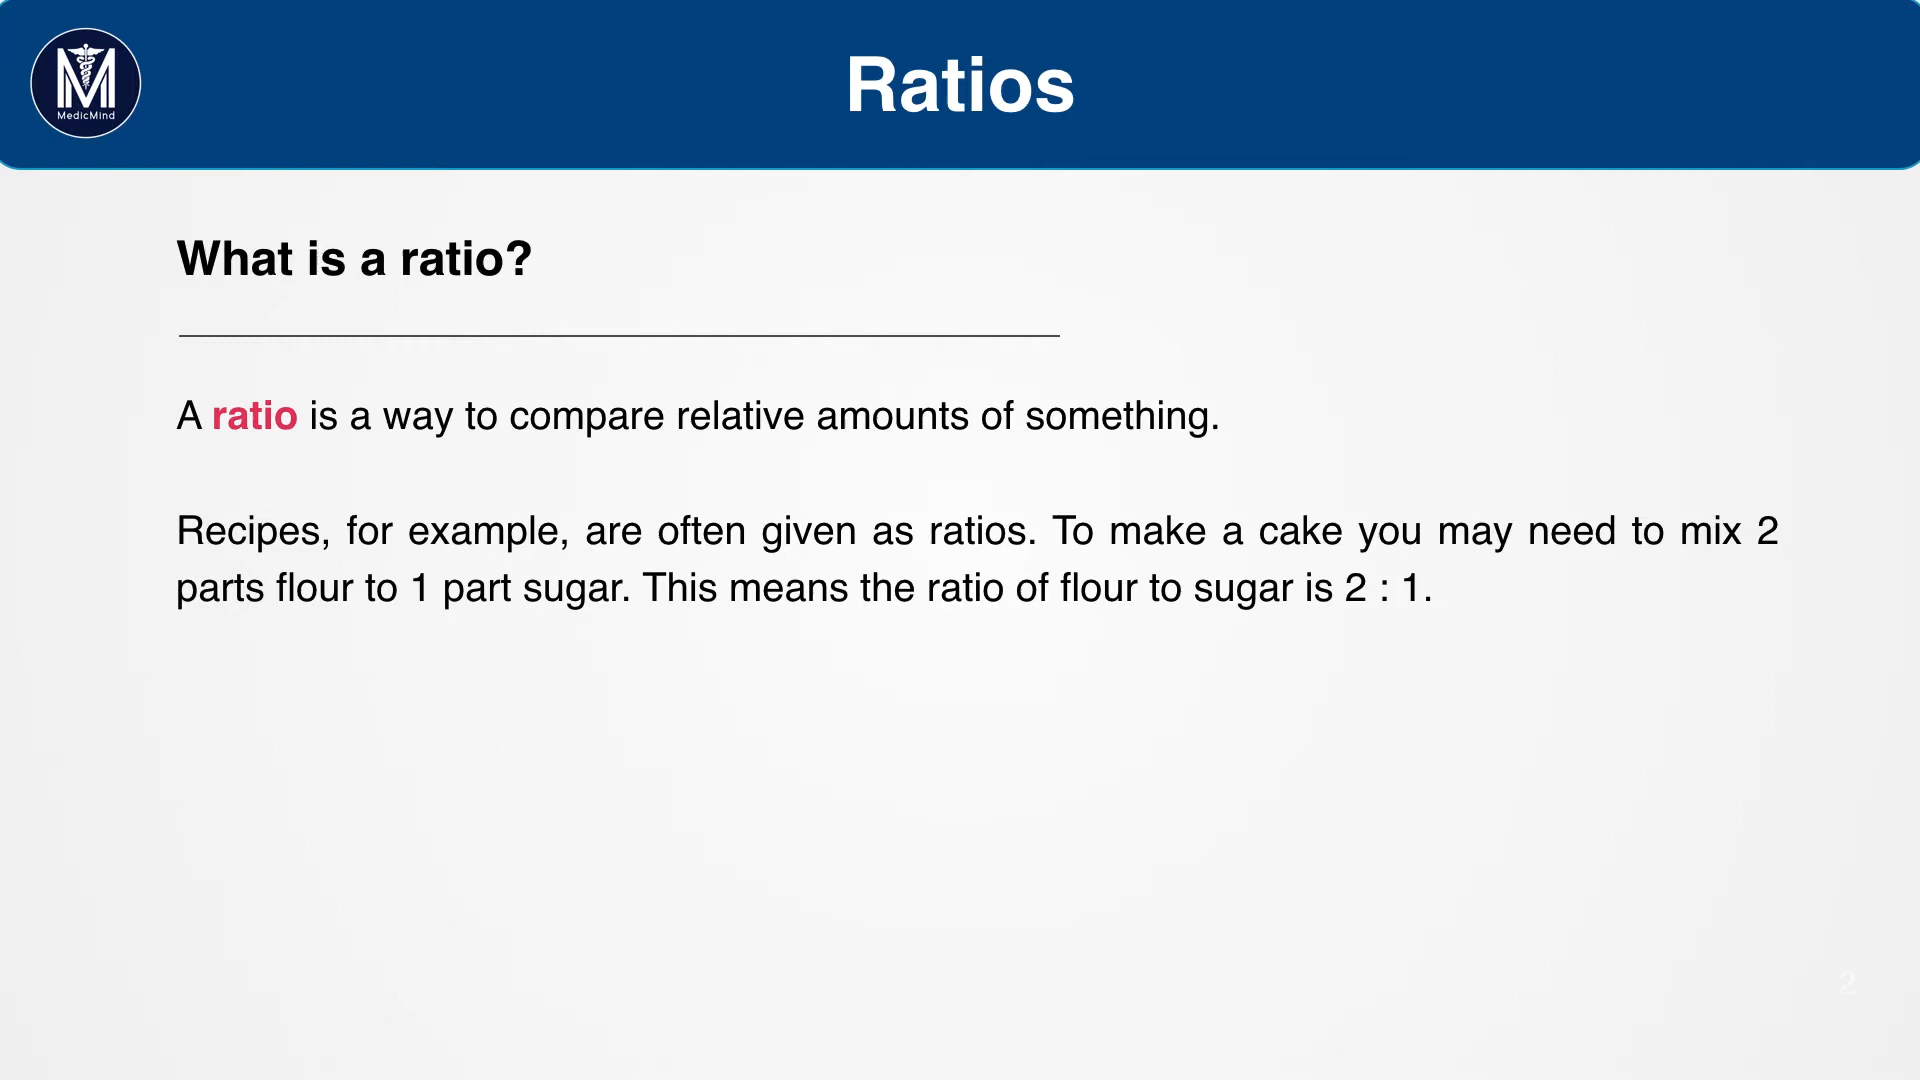 MedicMind
Ratios
What is a ratio?
A ratio is a way to compare relative amounts of something.
Recipes, for example, are often given as ratios. To make a cake you may need to mix 2
parts flour to 1 part sugar. This means the ratio of flour to sugar is 2 : 1.
2